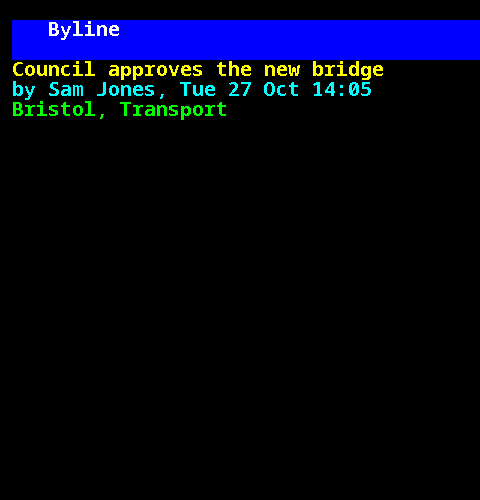 Byline
Council approves the new bridge
by Sam Jones, Tue 27 Oct 14:05
Bristol, Transport